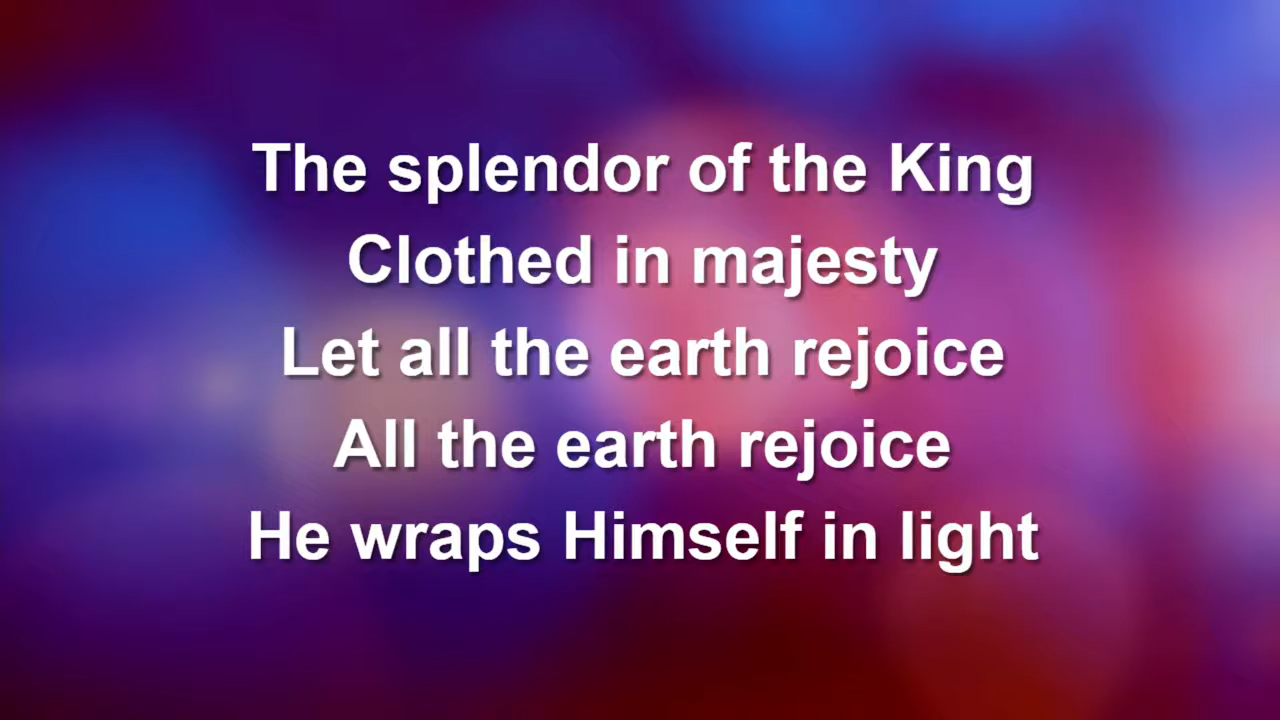 The splendor of the King
Clothed in majesty
Let all the earth rejoice
All the earth rejoice
He wraps Himself in light